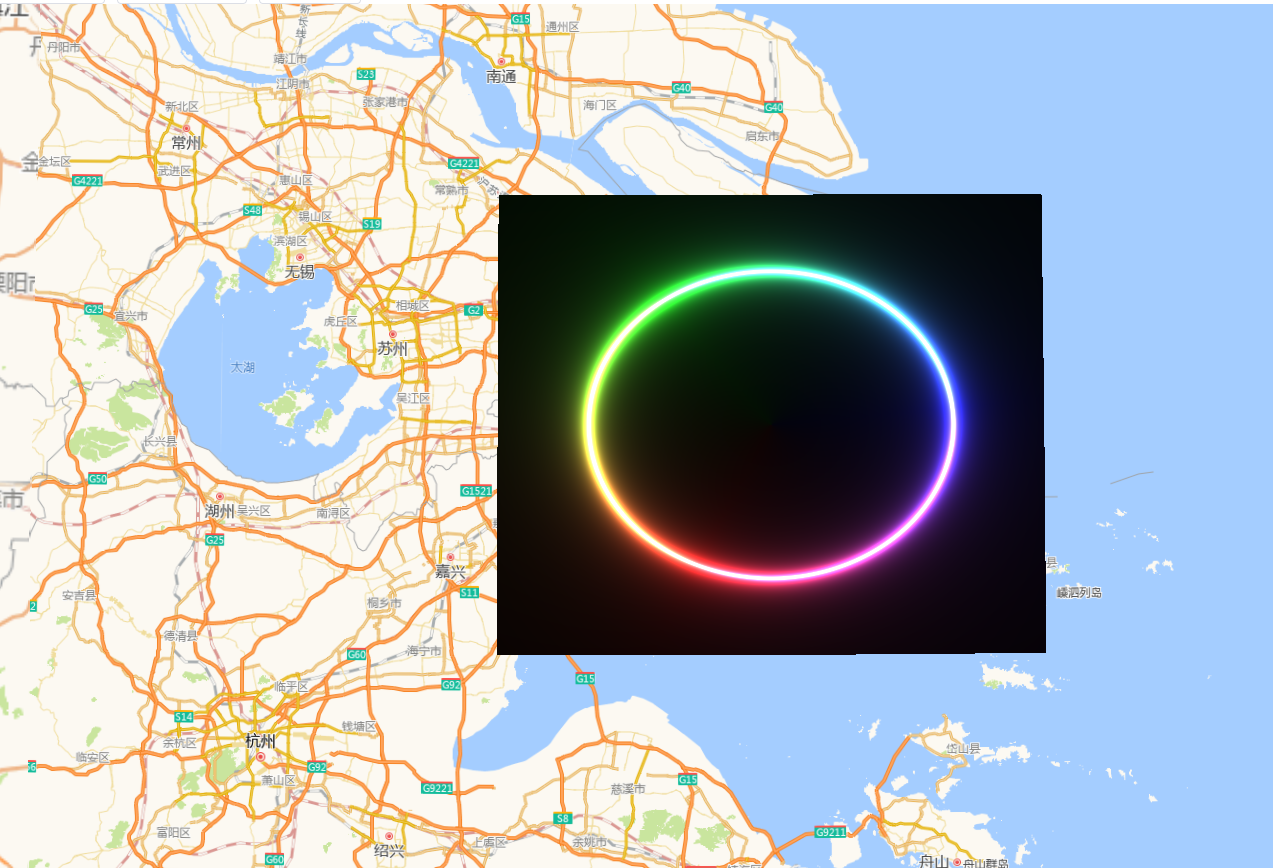 G15
通州区
丹阳市
新长线
靖江市
南通
S23
江阴市
张家港市
G40
新北区
海门区
G40
常州
启东市
金坛区
武进区
G4221
G4221
惠山区
常熟市
沪苏
S48
锡山区
S19
滨湖区
无锡
G25
宜兴市
相城区
G2
虎丘区
苏州
太湖
吴江区
长兴县
G50
G1521
湖州
吴兴区
南浔区
G25
嘉兴
县
嵊泗列岛
安吉县
2
桐乡市
S11
德清县
海宁市
G60
临平区
G92
G15
S14
钱塘区
余杭区
杭州
岱山县
临安区
G92
萧山区
G9221
慈溪市
G15
S8
G9211
富阳区
绍兴
上虞区
余姚市
G60
舟山
舟山群岛